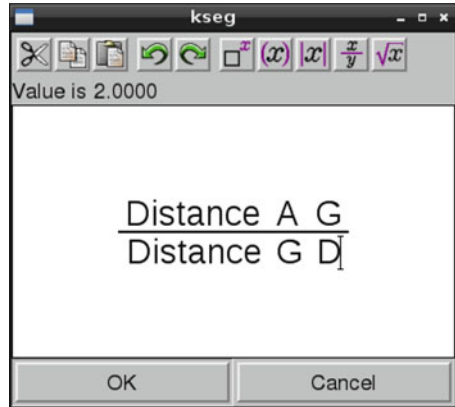 kseg
x (x) |x| x/y √x
Value is 2.0000
Distance A G
Distance G D
OK Cancel